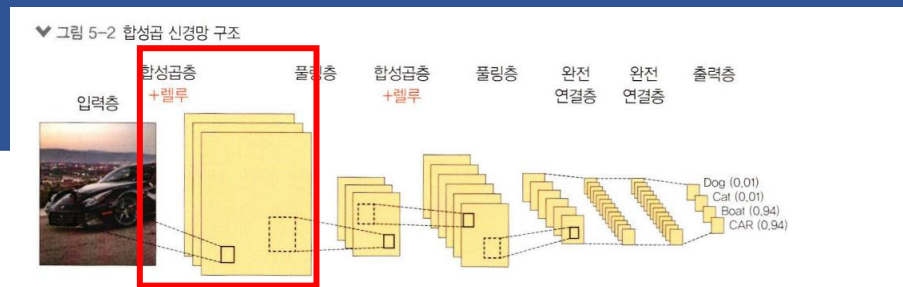 그림 5-2 합성곱 신경망 구조
입력층
합성곱층
+렐루
풀링층
합성곱층
+렐루
풀링층
완전
연결층
완전
연결층
출력층
Dog (0,01)
Cat (0,01)
Boat (0,94)
CAR (0,94)